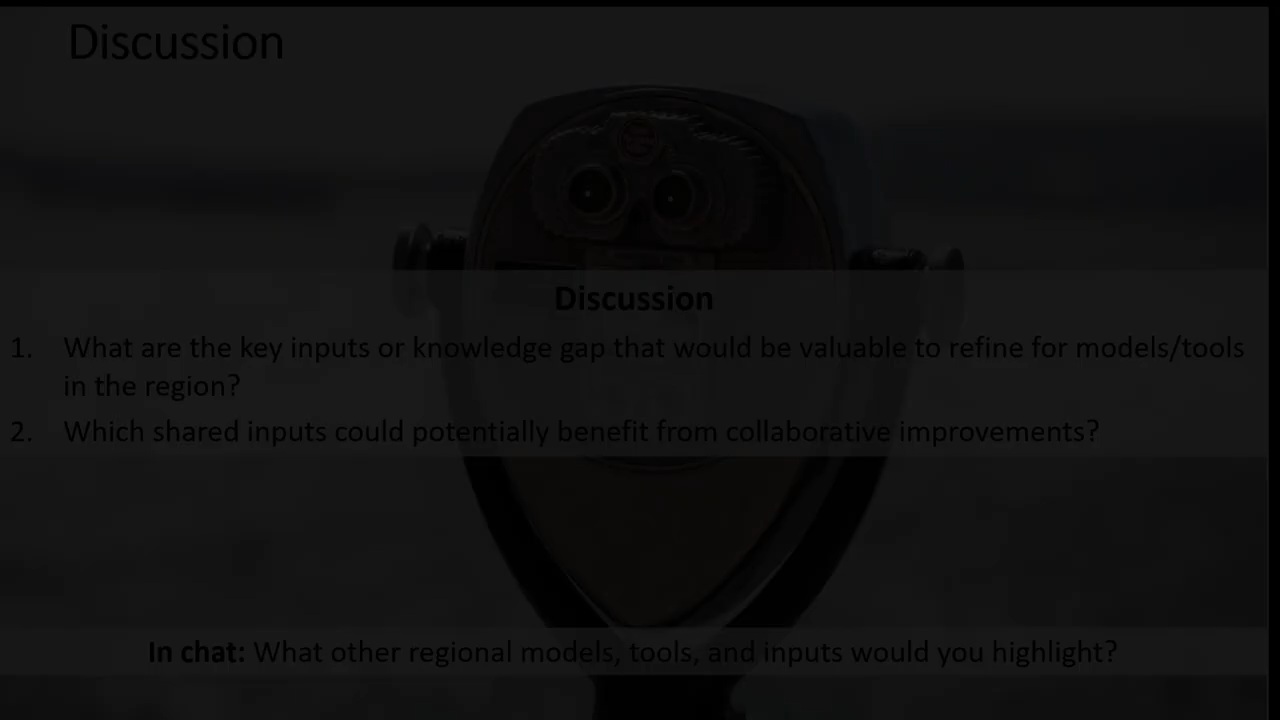 Discussion
Discussion
1. What are the key inputs or knowledge gap that would be valuable to refine for models/tools
in the region?
2. Which shared inputs could potentially benefit from collaborative improvements?
In chat: What other regional models, tools, and inputs would you highlight?